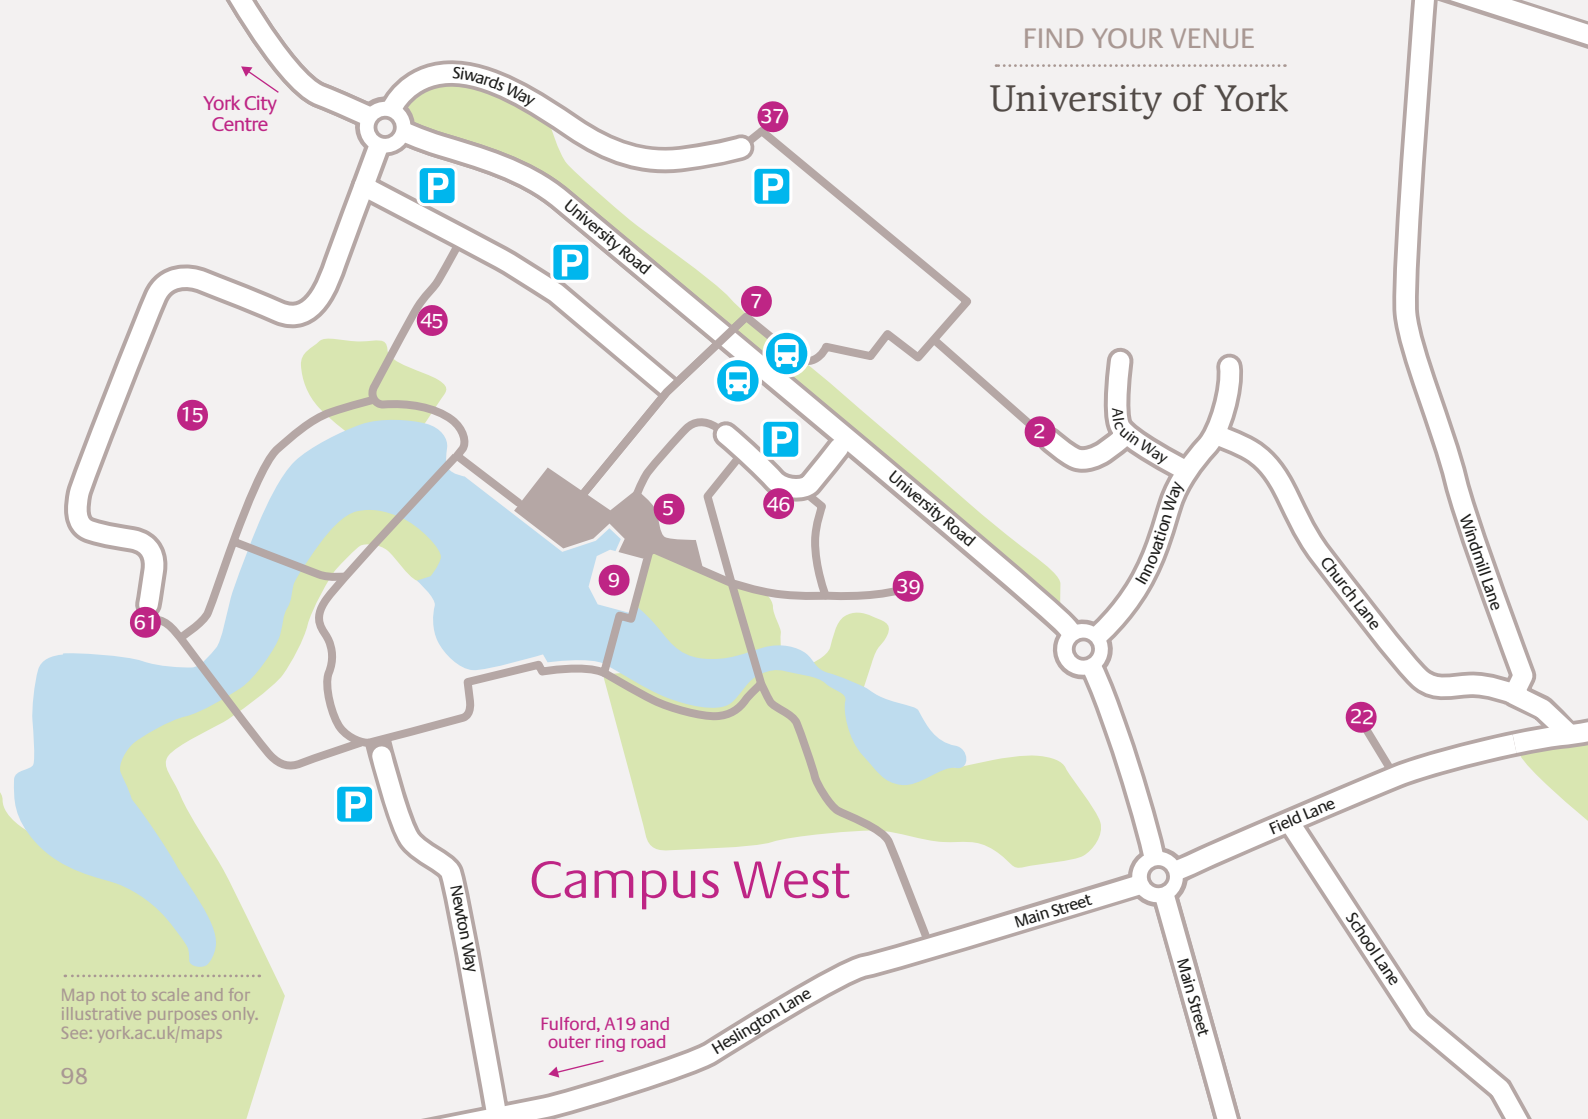 FIND YOUR VENUE
University of York
York City
Centre
Siwards Way
37
P
P
University Road
P
7
45
15
P
2
Alcuin Way
5
46
University Road
Innovation Way
Windmill Lane
9
39
Church Lane
61
22
P
Field Lane
Campus West
Newton Way
Main Street
School Lane
Main Street
Heslington Lane
Fulford, A19 and
outer ring road
Map not to scale and for
illustrative purposes only.
See: york.ac.uk/maps
98